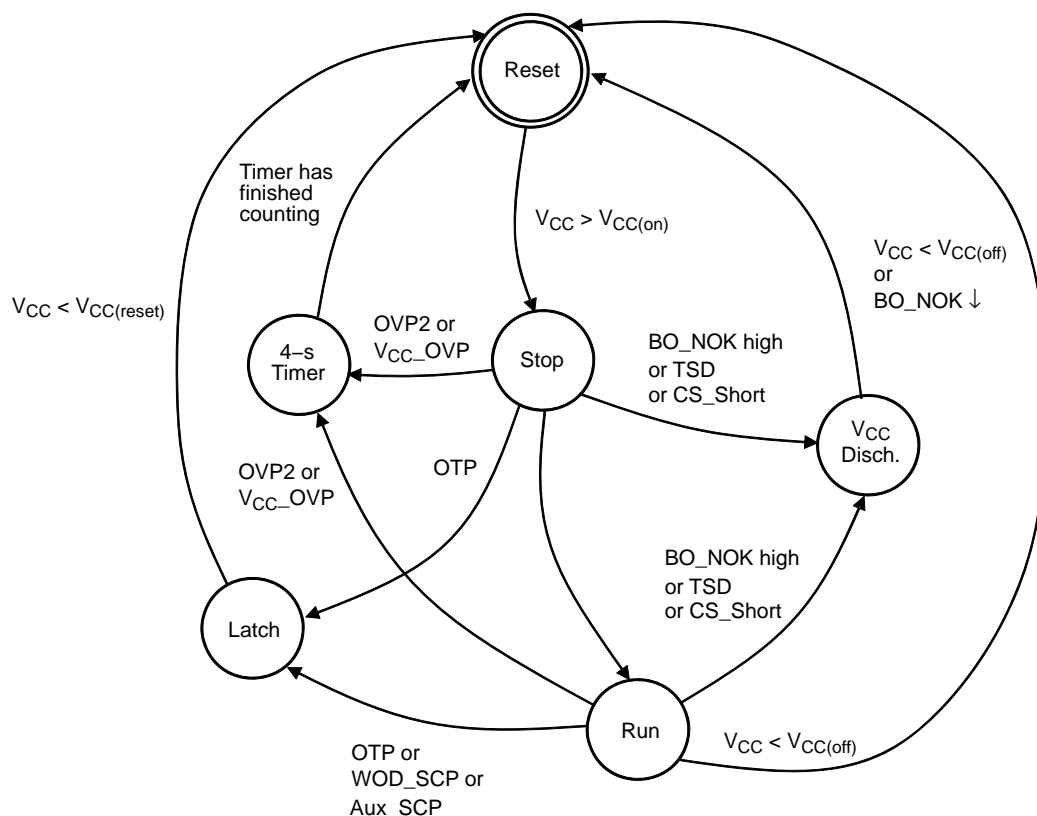 Reset
Timer has
finished
counting
V_CC > V_CC(on)
V_CC < V_CC(off)
or
BO_NOK ↓
V_CC < V_CC(reset)
OVP2 or
V_CC_OVP
4–s
Timer
Stop
BO_NOK high
or TSD
or CS_Short
V_CC
Disch.
OVP2 or
V_CC_OVP
OTP
BO_NOK high
or TSD
or CS_Short
Latch
Run
V_CC < V_CC(off)
OTP or
WOD_SCP or
Aux_SCP